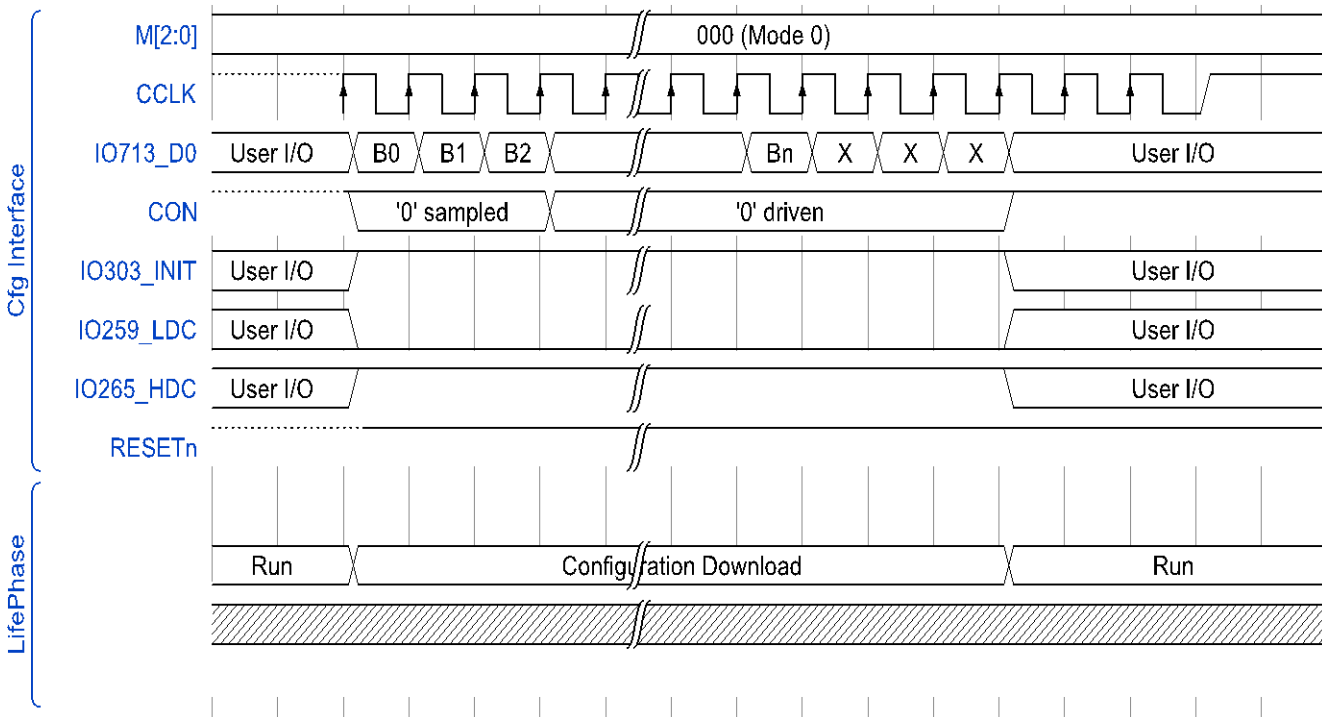 M[2:0] 000 (Mode 0)
CCLK
IO713_D0 User I/O B0 B1 B2 Bn X X X User I/O
CON '0' sampled '0' driven
IO303_INIT User I/O User I/O
IO259_LDC User I/O User I/O
IO265_HDC User I/O User I/O
RESETn
Cfg Interface
Run Configuration Download Run
LifePhase